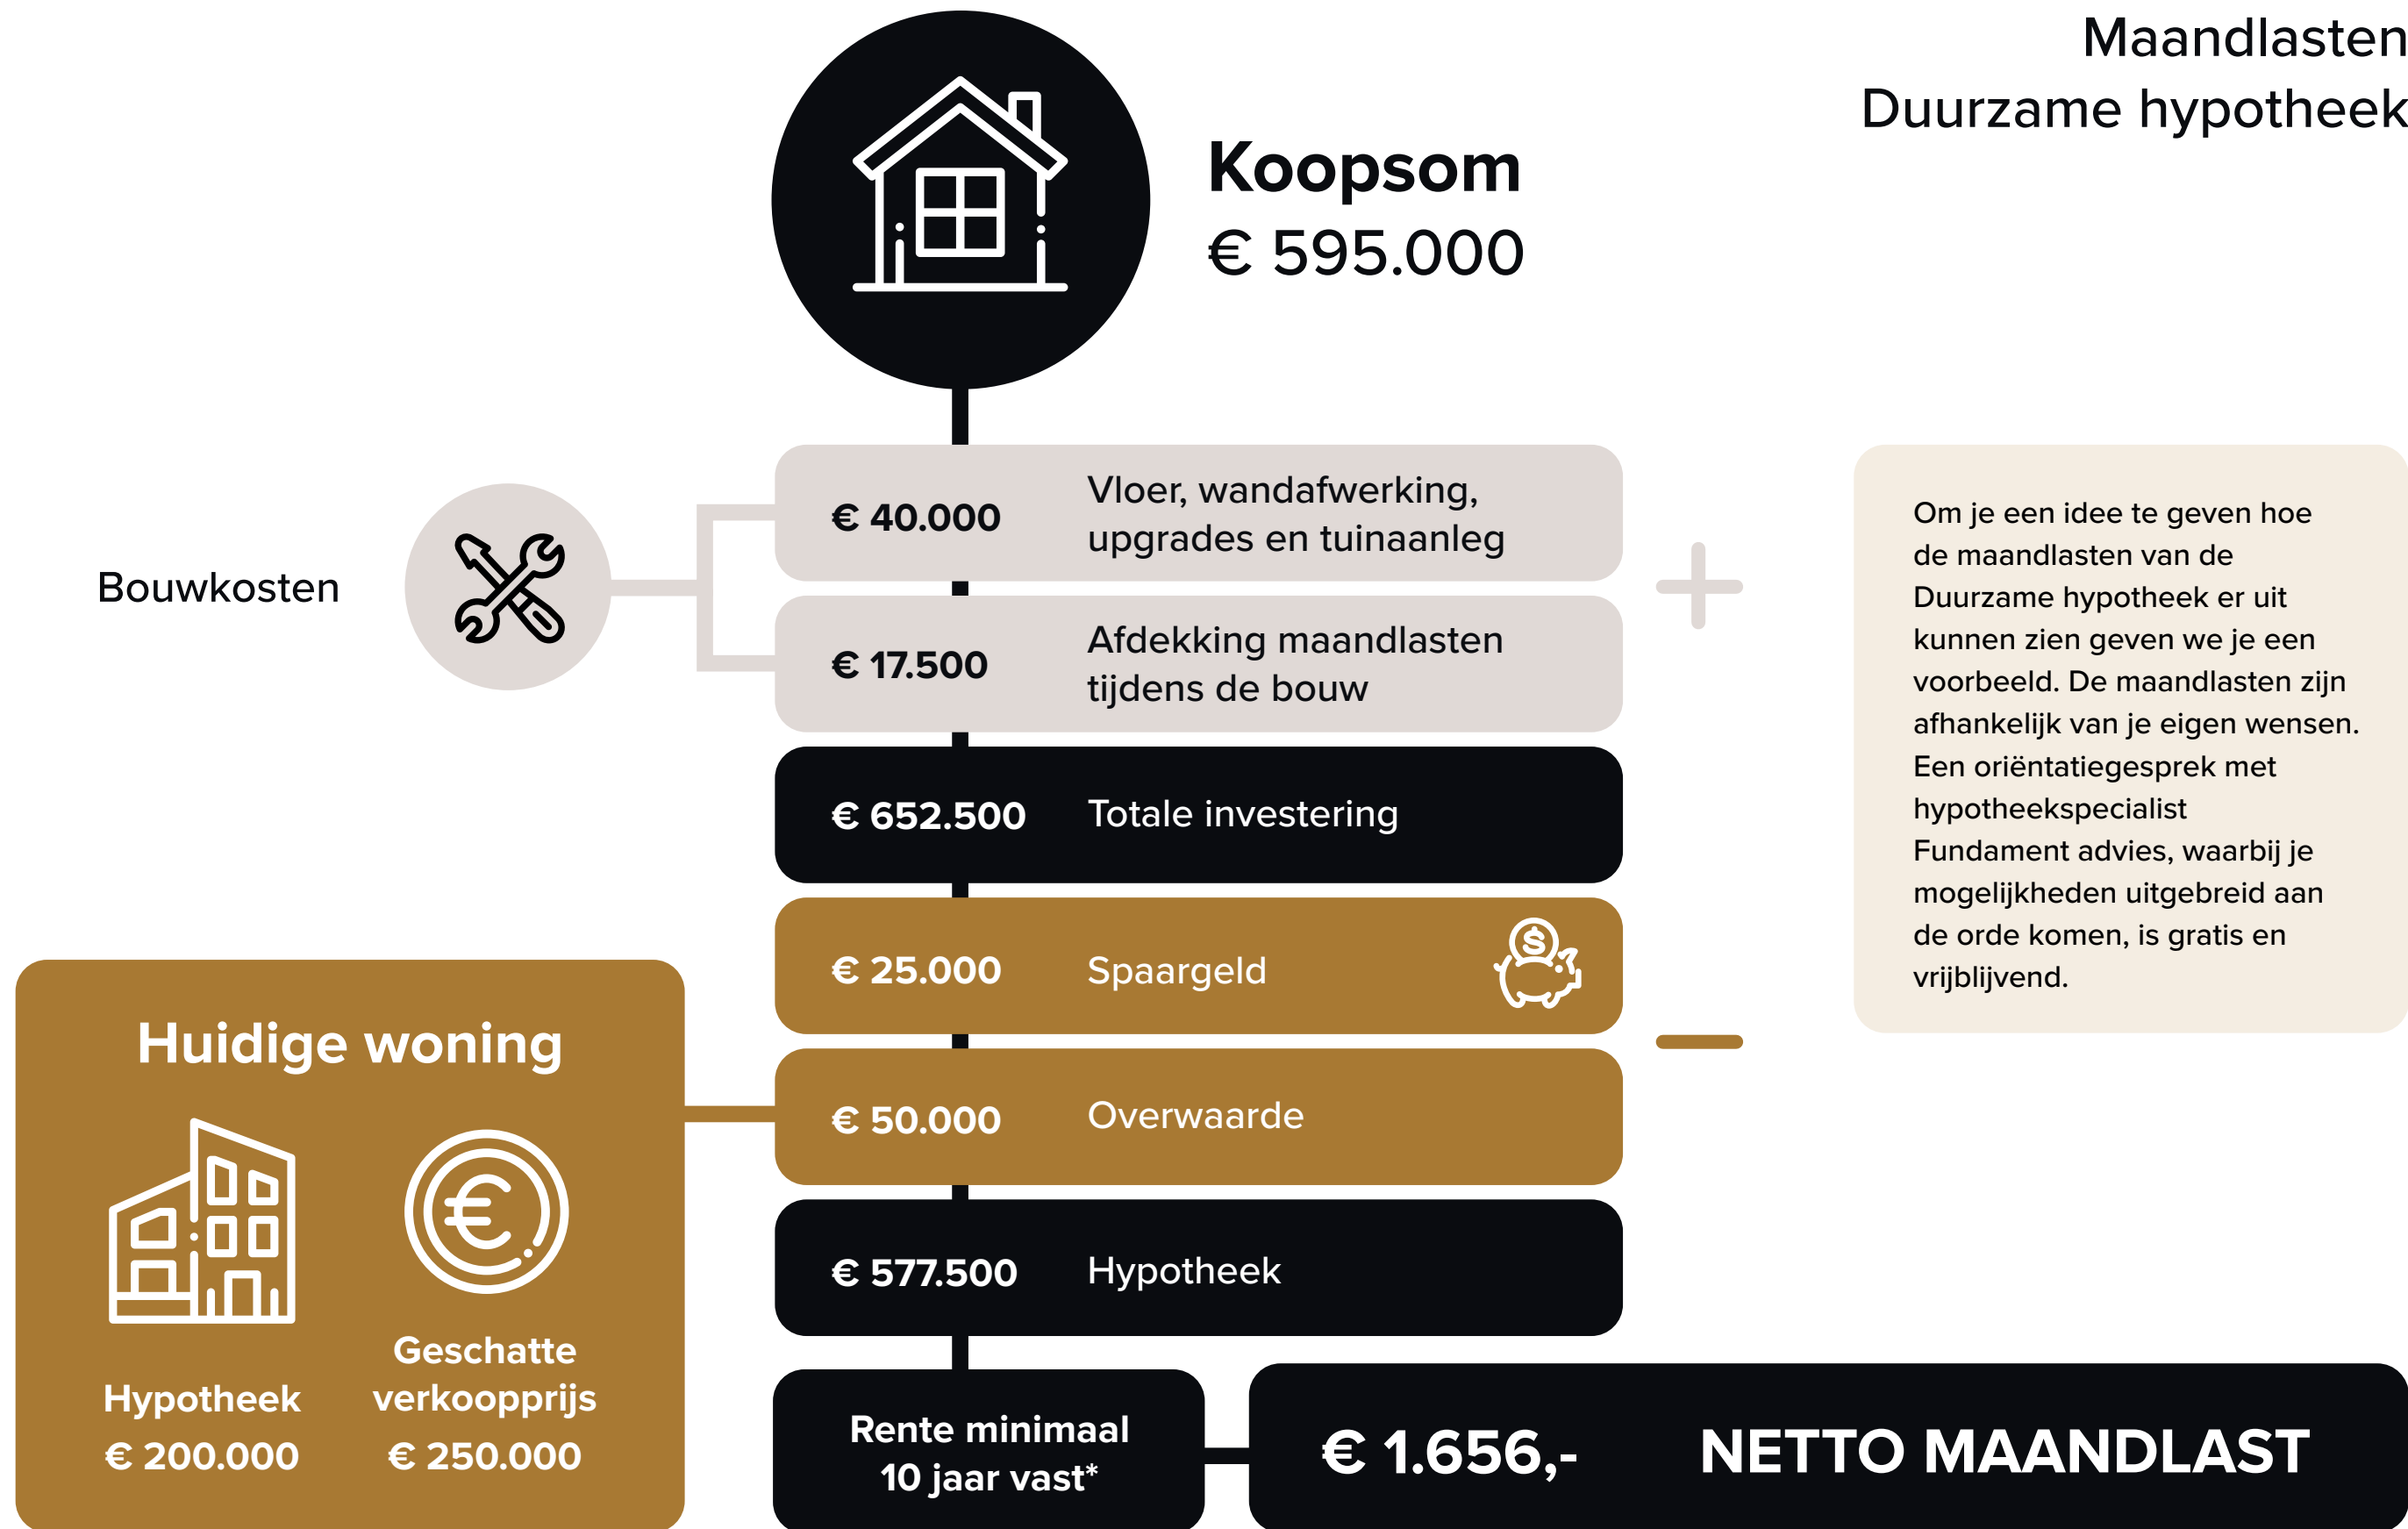 Maandlasten
Duurzame hypotheek
Koopsom
€ 595.000
Bouwkosten
€ 40.000
Vloer, wandafwerking,
upgrades en tuinaanleg
€ 17.500
Afdekking maandlasten
tijdens de bouw
€ 652.500
Totale investering
€ 25.000
Spaargeld
€ 50.000
Overwaarde
€ 577.500
Hypotheek
Om je een idee te geven hoe
de maandlasten van de
Duurzame hypotheek er uit
kunnen zien geven we je een
voorbeeld. De maandlasten zijn
afhankelijk van je eigen wensen.
Een oriëntatiegesprek met
hypotheekspecialist
Fundament advies, waarbij je
mogelijkheden uitgebreid aan
de orde komen, is gratis en
vrijblijvend.
Huidige woning
Hypotheek
€ 200.000
Geschatte
verkoopprijs
€ 250.000
Rente minimaal
10 jaar vast*
€ 1.656,-
NETTO MAANDLAST